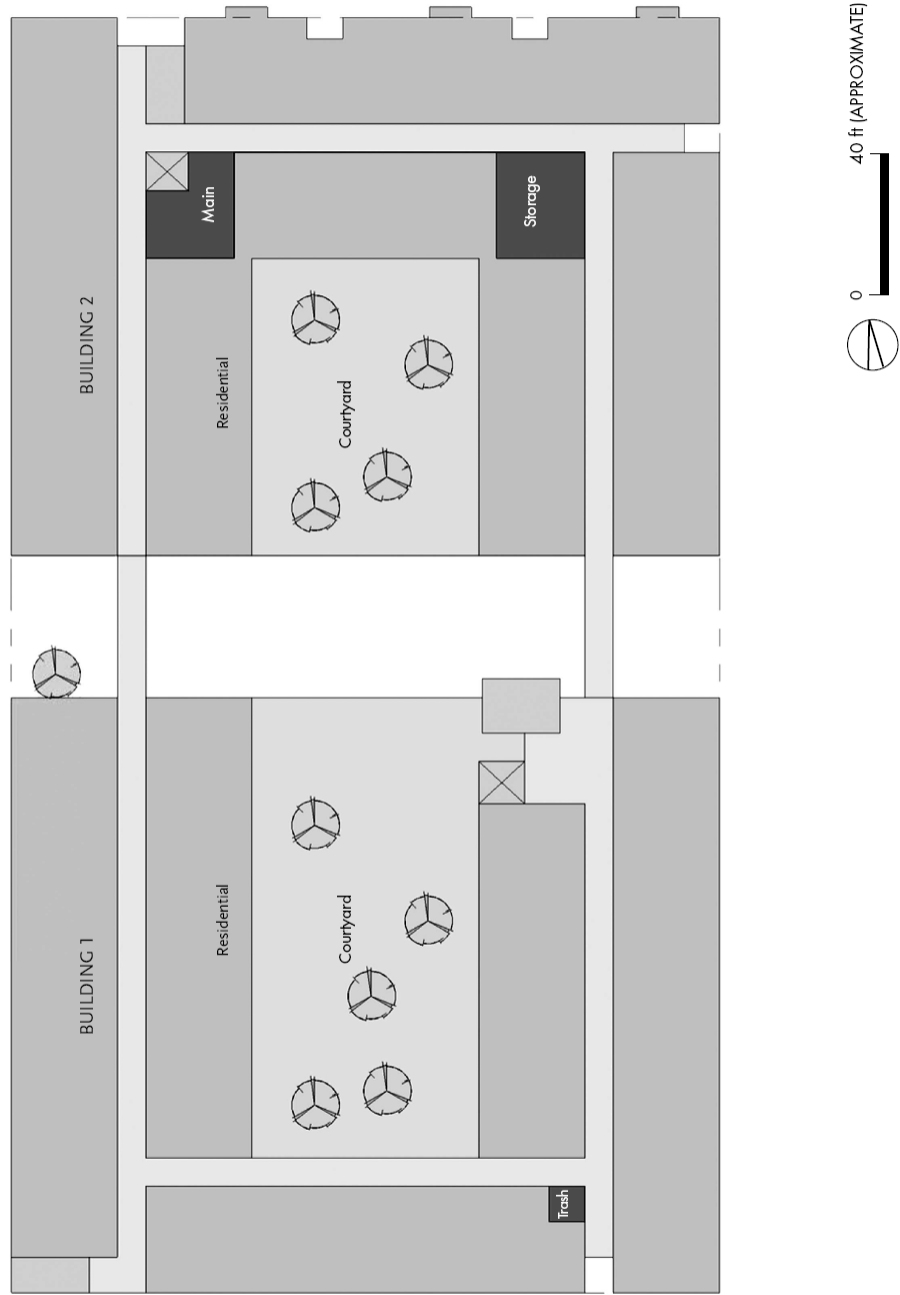 BUILDING 1
BUILDING 2
Residential
Residential
Courtyard
Courtyard
Main
Storage
Trash
0
40 ft (APPROXIMATE)